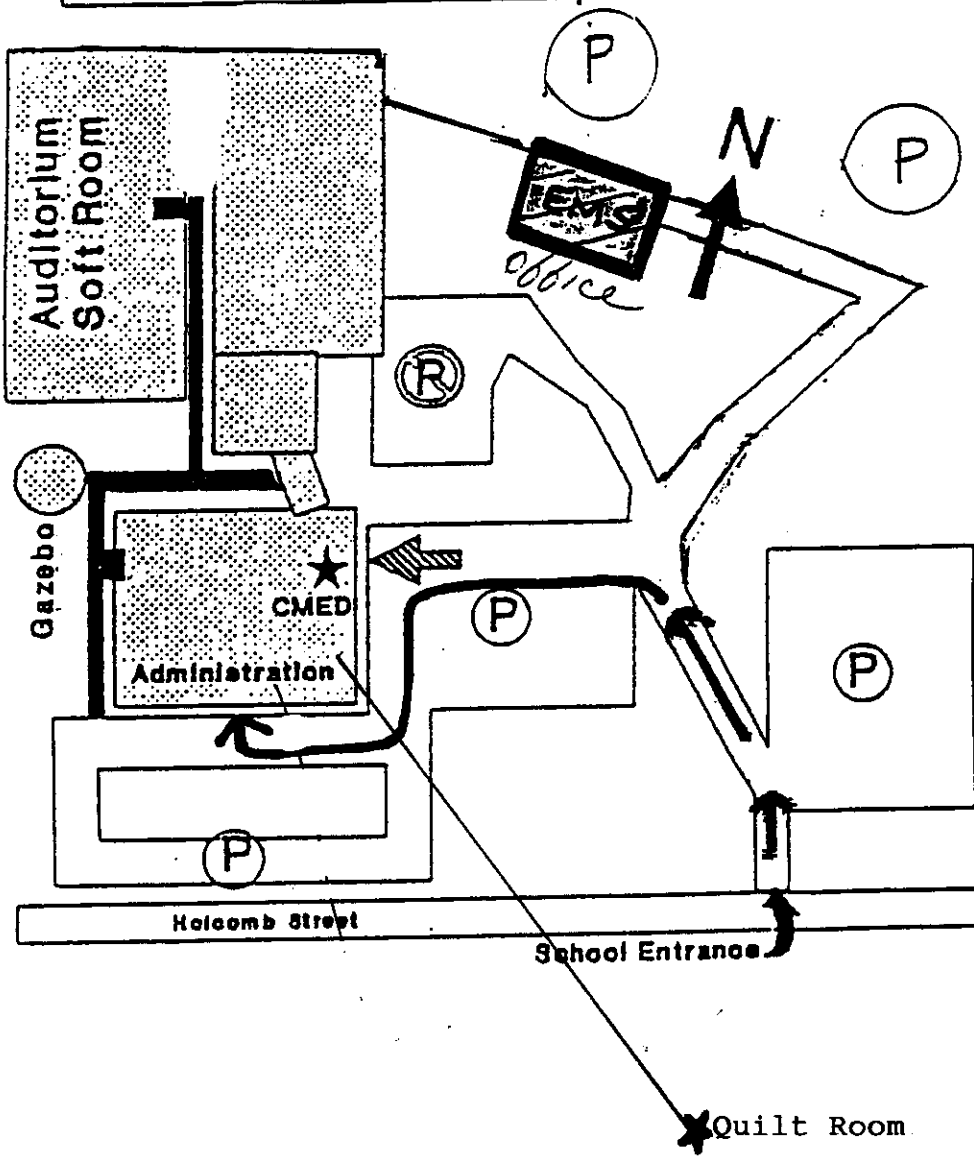 P
P
N
Auditorium
Soft Room
EMS
office
R
Gazebo
CMED
P
Administration
P
P
Holcomb Street
School Entrance
Quilt Room